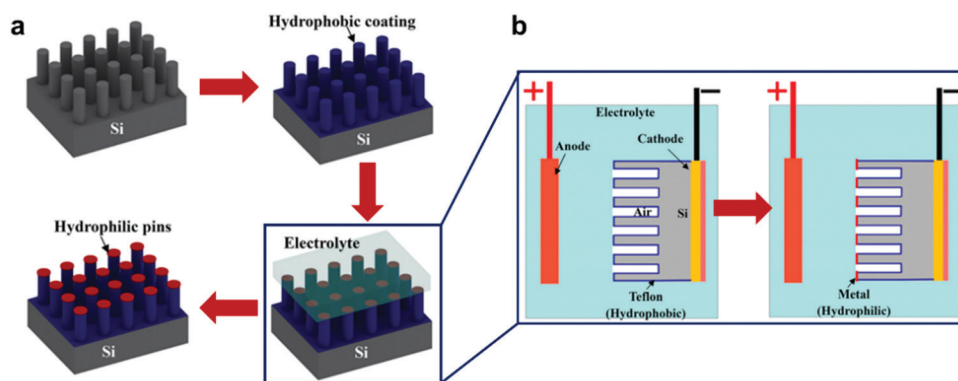 a
Si
Hydrophobic coating
Si
Hydrophilic pins
Si
Electrolyte
Si
b
+
−
Electrolyte
Anode
Cathode
Air
Si
Teflon
(Hydrophobic)
+
−
Metal
(Hydrophilic)